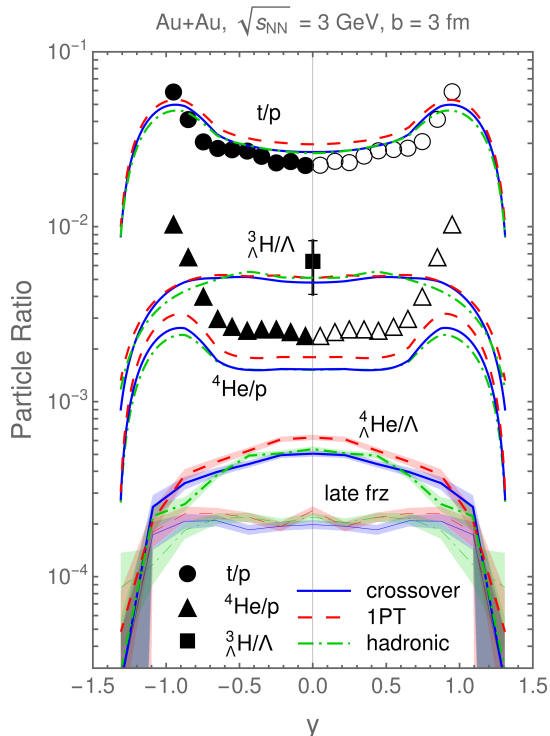 Au+Au, √sNN = 3 GeV, b = 3 fm
10⁻¹
t/p
10⁻²
³ΛH/Λ
Particle Ratio
⁴He/p
10⁻³
⁴ΛHe/Λ
late frz
10⁻⁴
t/p
crossover
⁴He/p
1PT
³ΛH/Λ
hadronic
−1.5 −1.0 −0.5 0.0 0.5 1.0 1.5
y